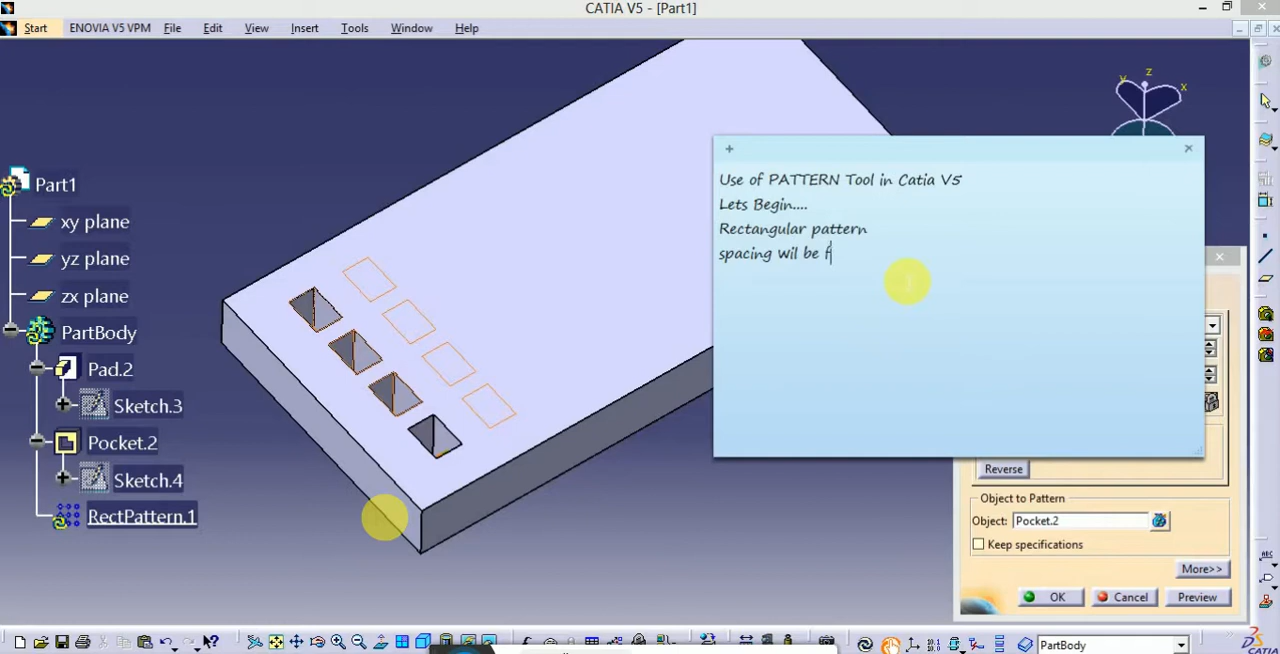 CATIA V5 - [Part1]
Start ENOVIA V5 VPM File Edit View Insert Tools Window Help
z
y x
Part1
xy plane
yz plane
zx plane
PartBody
Pad.2
Sketch.3
Pocket.2
Sketch.4
RectPattern.1
Use of PATTERN Tool in Catia V5
Lets Begin....
Rectangular pattern
spacing wil be f
Reverse
Object to Pattern
Object: Pocket.2
Keep specifications
More>>
OK Cancel Preview
PartBody
CATIA